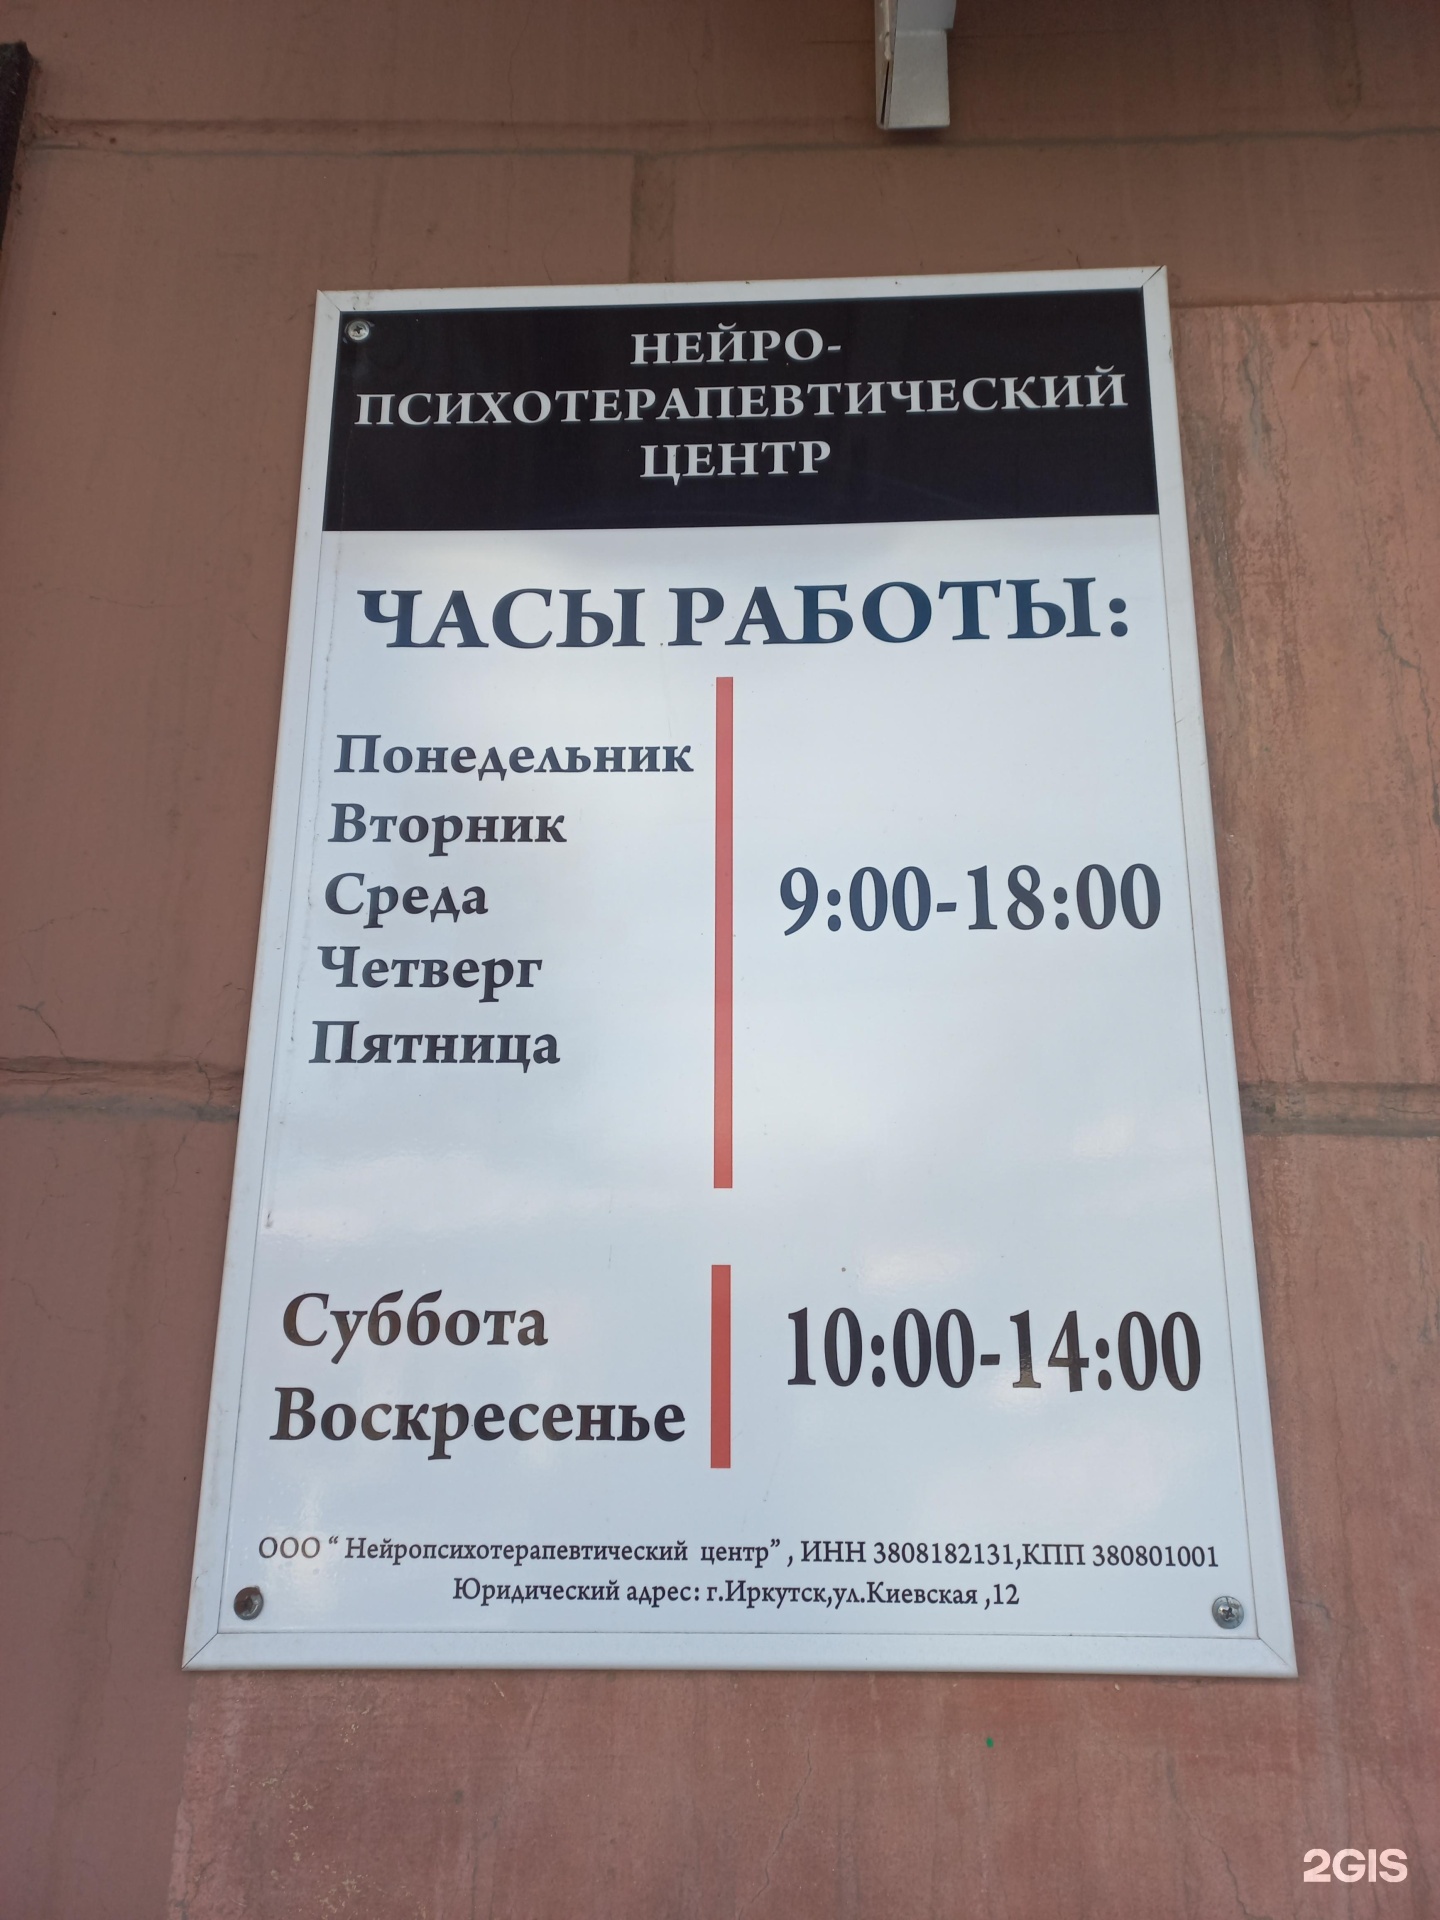 НЕЙРО-
ПСИХОТЕРАПЕВТИЧЕСКИЙ
ЦЕНТР
ЧАСЫ РАБОТЫ:
Понедельник
Вторник
Среда
Четверг
Пятница
9:00-18:00
Суббота
Воскресенье
10:00-14:00
ООО “ Нейропсихотерапевтический центр” , ИНН 3808182131,КПП 380801001
Юридический адрес: г.Иркутск,ул.Киевская ,12
2GIS